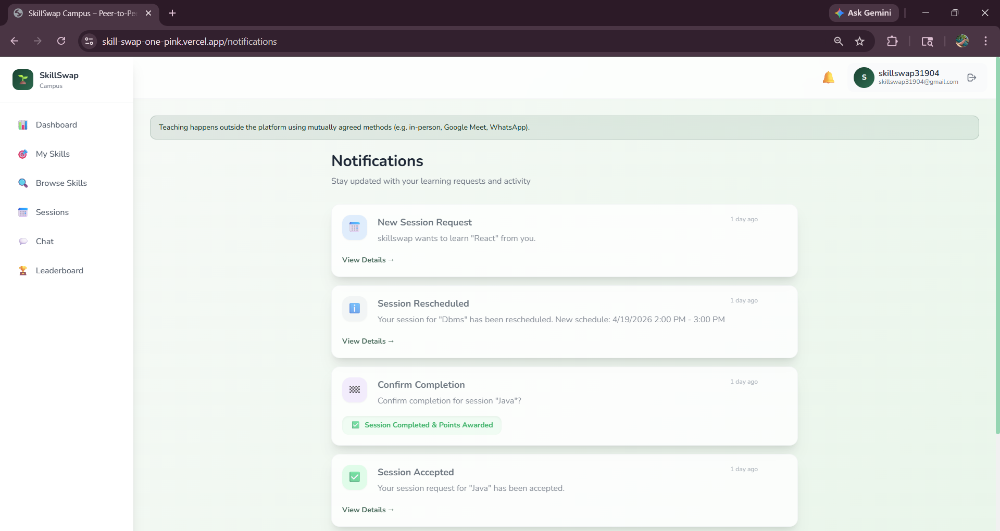 SkillSwap Campus – Peer-to-Pe
Ask Gemini
skill-swap-one-pink.vercel.app/notifications
SkillSwap
Campus
S
skillswap31904
skillswap31904@gmail.com
Dashboard
My Skills
Browse Skills
Sessions
Chat
Leaderboard
Teaching happens outside the platform using mutually agreed methods (e.g. in-person, Google Meet, WhatsApp).
Notifications
Stay updated with your learning requests and activity
New Session Request
1 day ago
skillswap wants to learn "React" from you.
View Details →
Session Rescheduled
1 day ago
Your session for "Dbms" has been rescheduled. New schedule: 4/19/2026 2:00 PM - 3:00 PM
View Details →
Confirm Completion
1 day ago
Confirm completion for session "Java"?
Session Completed & Points Awarded
Session Accepted
1 day ago
Your session request for "Java" has been accepted.
View Details →